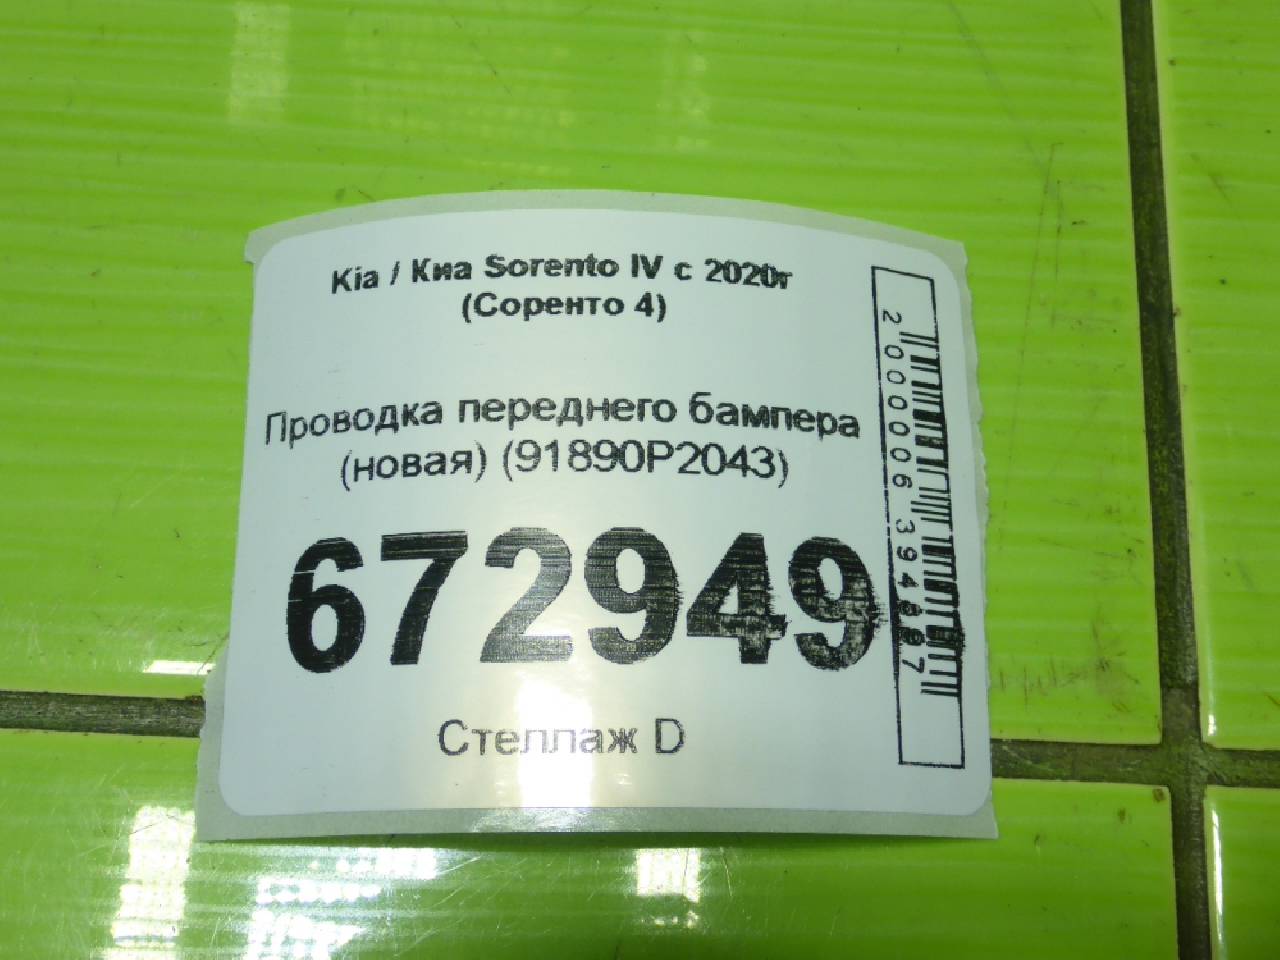 Kia / Киа Sorento IV с 2020г
(Соренто 4)
Проводка переднего бампера
(новая) (91890P2043)
672949
Стеллаж D